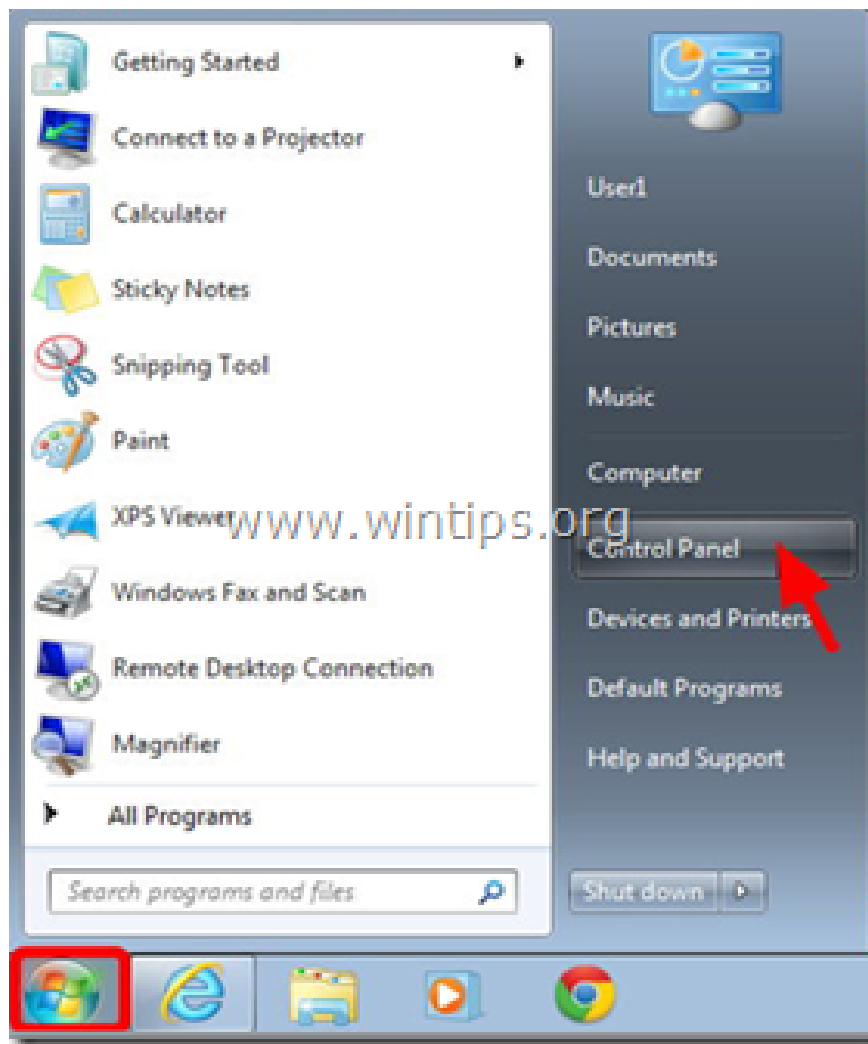 Getting Started
Connect to a Projector
Calculator
Sticky Notes
Snipping Tool
Paint
XPS Viewer
Windows Fax and Scan
Remote Desktop Connection
Magnifier
All Programs
Search programs and files
User1
Documents
Pictures
Music
Computer
www.wintips.org
Control Panel
Devices and Printers
Default Programs
Help and Support
Shut down